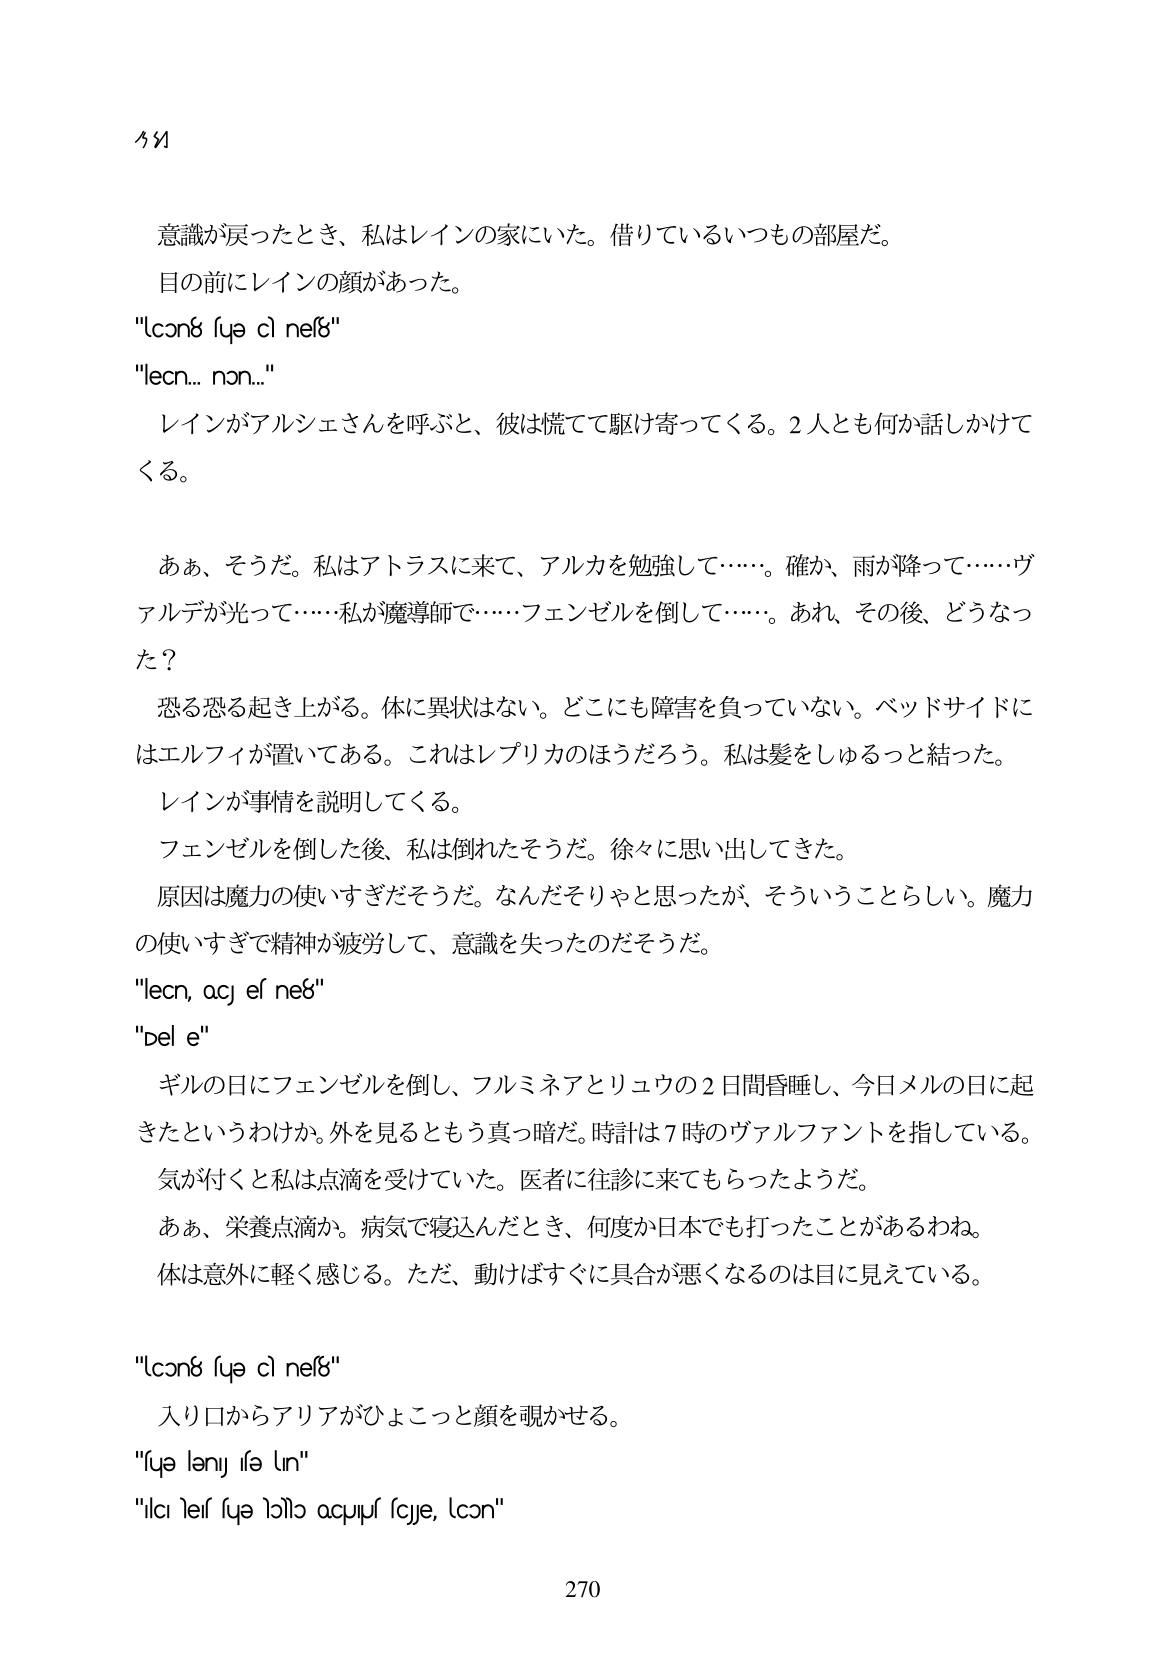 意識が戻ったとき、私はレインの家にいた。借りているいつもの部屋だ。
目の前にレインの顔があった。
レインがアルシェさんを呼ぶと、彼は慌てて駆け寄ってくる。2人とも何か話しかけて
くる。
あぁ、そうだ。私はアトラスに来て、アルカを勉強して……。確か、雨が降って……ヴ
ァルデが光って……私が魔導師で……フェンゼルを倒して……。あれ、その後、どうなっ
た？
恐る恐る起き上がる。体に異状はない。どこにも障害を負っていない。ベッドサイドに
はエルフィが置いてある。これはレプリカのほうだろう。私は髪をしゅるっと結った。
レインが事情を説明してくる。
フェンゼルを倒した後、私は倒れたそうだ。徐々に思い出してきた。
原因は魔力の使いすぎだそうだ。なんだそりゃと思ったが、そういうことらしい。魔力
の使いすぎで精神が疲労して、意識を失ったのだそうだ。
ギルの日にフェンゼルを倒し、フルミネアとリュウの2日間昏睡し、今日メルの日に起
きたというわけか。外を見るともう真っ暗だ。時計は7時のヴァルファントを指している。
気が付くと私は点滴を受けていた。医者に往診に来てもらったようだ。
あぁ、栄養点滴か。病気で寝込んだとき、何度か日本でも打ったことがあるわね。
体は意外に軽く感じる。ただ、動けばすぐに具合が悪くなるのは目に見えている。
入り口からアリアがひょこっと顔を覗かせる。
270